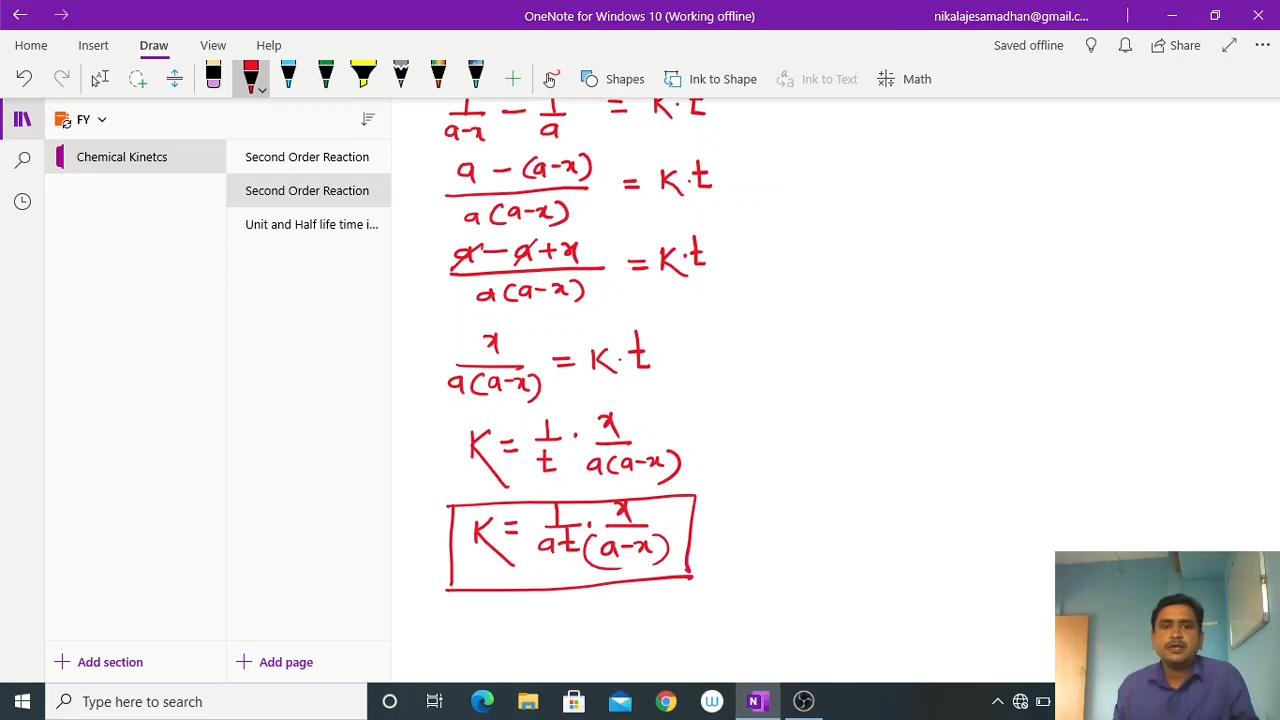 OneNote for Windows 10 (Working offline)
nikalajesamadhan@gmail.c...
Home Insert Draw View Help
Saved offline
Share
Shapes Ink to Shape Ink to Text Math
FY
Chemical Kinetcs
Second Order Reaction
Second Order Reaction
Unit and Half life time i...
1/(a-x) - 1/a = K·t
(a - (a-x))/(a(a-x)) = K·t
(a - a + x)/(a(a-x)) = K·t
x/(a(a-x)) = K·t
K = 1/t · x/(a(a-x))
K = 1/at · x/(a-x)
Add section
Add page
Type here to search